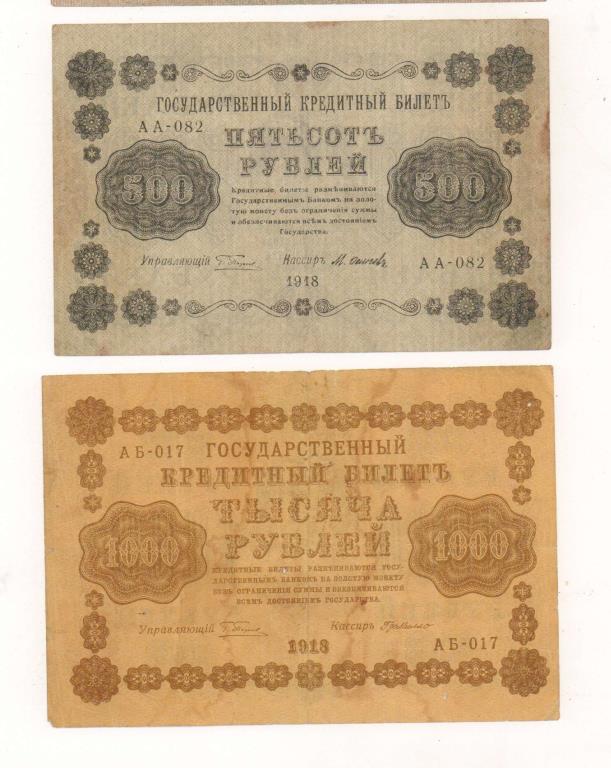 ГОСУДАРСТВЕННЫЙ КРЕДИТНЫЙ БИЛЕТЪ
АА-082
ПЯТЬСОТЪ
РУБЛЕЙ
500
500
Кредитные билеты размѣниваются
Государственнымъ Банкомъ на золо-
тую монету безъ ограниченія суммы
и обезпечиваются всѣмъ достояніемъ
Государства.
Управляющій
Кассиръ
АА-082
1918
АБ-017 ГОСУДАРСТВЕННЫЙ
КРЕДИТНЫЙ БИЛЕТЪ
ТЫСЯЧА
РУБЛЕЙ
1000
1000
КРЕДИТНЫЕ БИЛЕТЫ РАЗМѢНИВАЮТСЯ ГОСУ-
ДАРСТВЕННЫМЪ БАНКОМЪ НА ЗОЛОТУЮ МОНЕТУ
БЕЗЪ ОГРАНИЧЕНІЯ СУММЫ И ОБЕЗПЕЧИВАЮТСЯ
ВСѢМЪ ДОСТОЯНІЕМЪ ГОСУДАРСТВА.
Управляющій
Кассиръ
1918
АБ-017